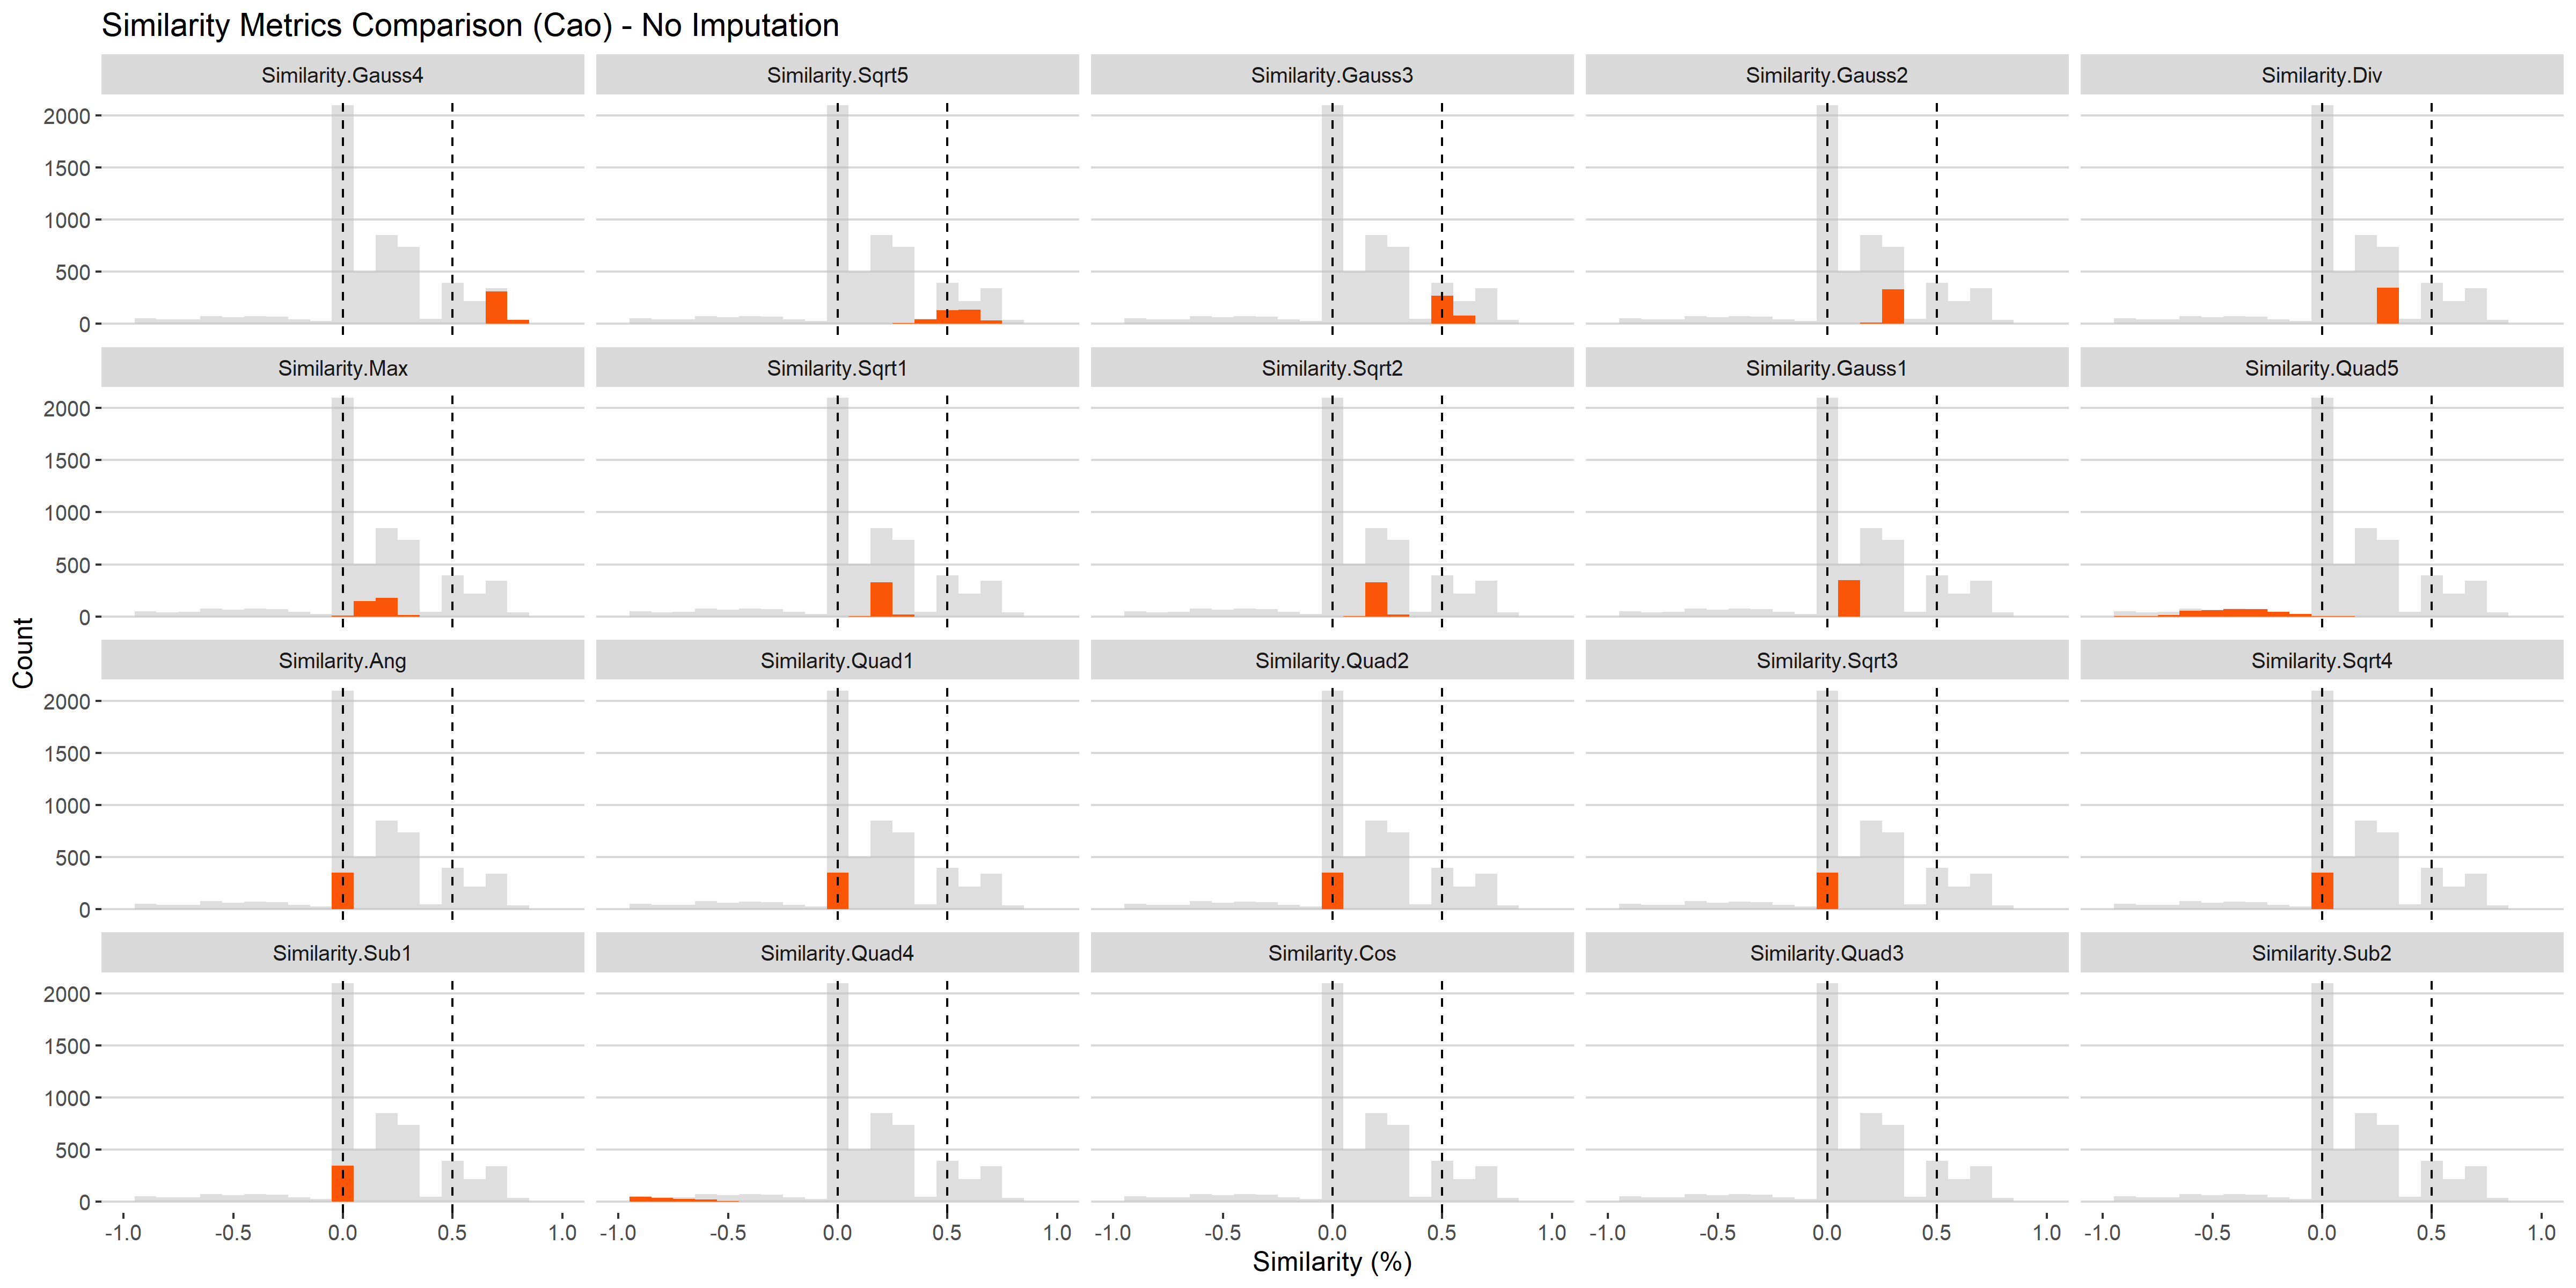 Similarity Metrics Comparison (Cao) - No Imputation
Similarity.Gauss4 Similarity.Sqrt5 Similarity.Gauss3 Similarity.Gauss2 Similarity.Div
2000
1500
1000
500
0
Similarity.Max Similarity.Sqrt1 Similarity.Sqrt2 Similarity.Gauss1 Similarity.Quad5
2000
1500
1000
500
0
Count
Similarity.Ang Similarity.Quad1 Similarity.Quad2 Similarity.Sqrt3 Similarity.Sqrt4
2000
1500
1000
500
0
Similarity.Sub1 Similarity.Quad4 Similarity.Cos Similarity.Quad3 Similarity.Sub2
2000
1500
1000
500
0
-1.0 -0.5 0.0 0.5 1.0 -1.0 -0.5 0.0 0.5 1.0 -1.0 -0.5 0.0 0.5 1.0 -1.0 -0.5 0.0 0.5 1.0 -1.0 -0.5 0.0 0.5 1.0
Similarity (%)